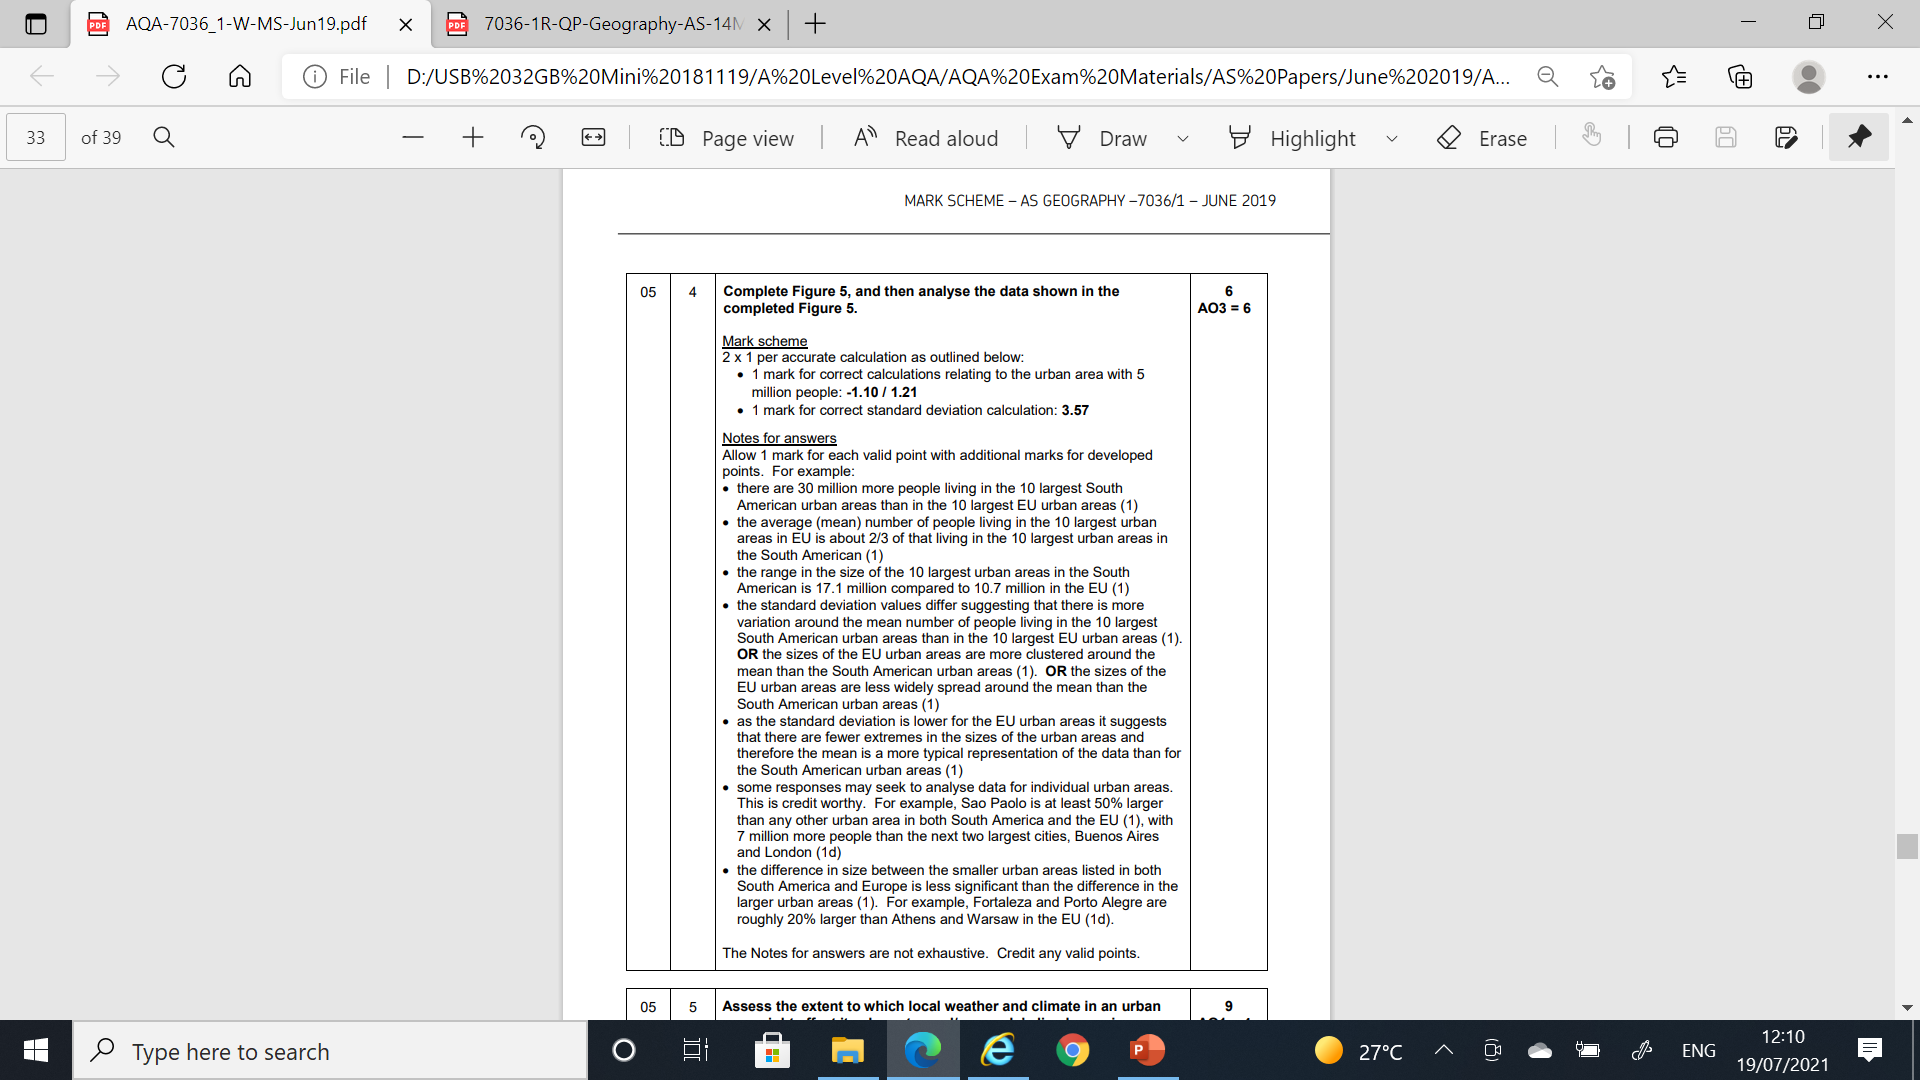 AQA-7036_1-W-MS-Jun19.pdf
7036-1R-QP-Geography-AS-14M
File
D:/USB%2032GB%20Mini%20181119/A%20Level%20AQA/AQA%20Exam%20Materials/AS%20Papers/June%202019/A...
33 of 39
Page view
Read aloud
Draw
Highlight
Erase
MARK SCHEME – AS GEOGRAPHY –7036/1 – JUNE 2019
05 4 Complete Figure 5, and then analyse the data shown in the 6
completed Figure 5. AO3 = 6
Mark scheme
2 x 1 per accurate calculation as outlined below:
• 1 mark for correct calculations relating to the urban area with 5
million people: -1.10 / 1.21
• 1 mark for correct standard deviation calculation: 3.57
Notes for answers
Allow 1 mark for each valid point with additional marks for developed
points. For example:
• there are 30 million more people living in the 10 largest South
American urban areas than in the 10 largest EU urban areas (1)
• the average (mean) number of people living in the 10 largest urban
areas in EU is about 2/3 of that living in the 10 largest urban areas in
the South American (1)
• the range in the size of the 10 largest urban areas in the South
American is 17.1 million compared to 10.7 million in the EU (1)
• the standard deviation values differ suggesting that there is more
variation around the mean number of people living in the 10 largest
South American urban areas than in the 10 largest EU urban areas (1).
OR the sizes of the EU urban areas are more clustered around the
mean than the South American urban areas (1). OR the sizes of the
EU urban areas are less widely spread around the mean than the
South American urban areas (1)
• as the standard deviation is lower for the EU urban areas it suggests
that there are fewer extremes in the sizes of the urban areas and
therefore the mean is a more typical representation of the data than for
the South American urban areas (1)
• some responses may seek to analyse data for individual urban areas.
This is credit worthy. For example, Sao Paolo is at least 50% larger
than any other urban area in both South America and the EU (1), with
7 million more people than the next two largest cities, Buenos Aires
and London (1d)
• the difference in size between the smaller urban areas listed in both
South America and Europe is less significant than the difference in the
larger urban areas (1). For example, Fortaleza and Porto Alegre are
roughly 20% larger than Athens and Warsaw in the EU (1d).
The Notes for answers are not exhaustive. Credit any valid points.
05 5 Assess the extent to which local weather and climate in an urban 9
Type here to search
27°C
ENG
12:10
19/07/2021